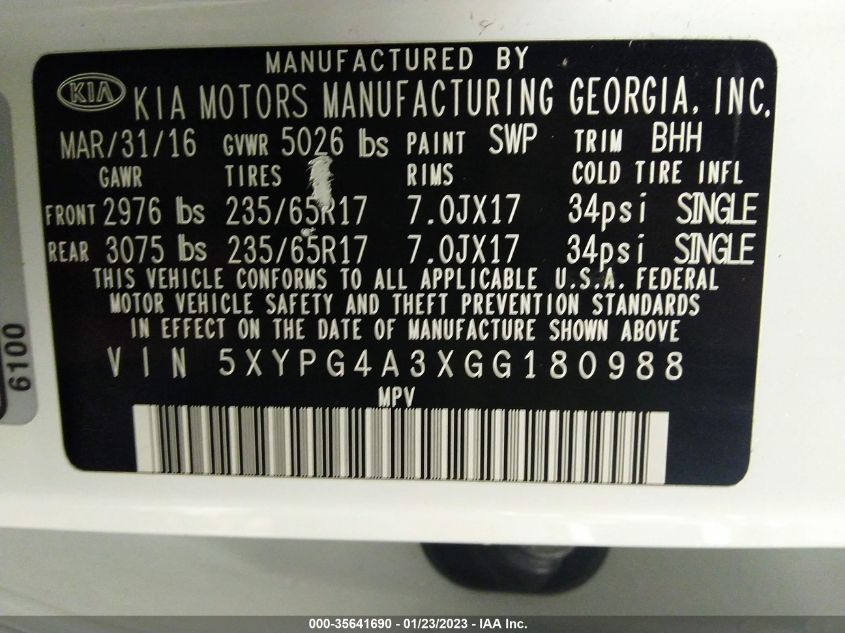 MANUFACTURED BY
KIA KIA MOTORS MANUFACTURING GEORGIA, INC.
MAR/31/16 GVWR 5026 lbs PAINT SWP TRIM BHH
GAWR TIRES RIMS COLD TIRE INFL
FRONT 2976 lbs 235/65R17 7.0JX17 34psi SINGLE
REAR 3075 lbs 235/65R17 7.0JX17 34psi SINGLE
THIS VEHICLE CONFORMS TO ALL APPLICABLE U.S.A. FEDERAL
MOTOR VEHICLE SAFETY AND THEFT PREVENTION STANDARDS
IN EFFECT ON THE DATE OF MANUFACTURE SHOWN ABOVE
VIN 5XYPG4A3XGG180988
MPV
6100
000-35641690 - 01/23/2023 - IAA Inc.